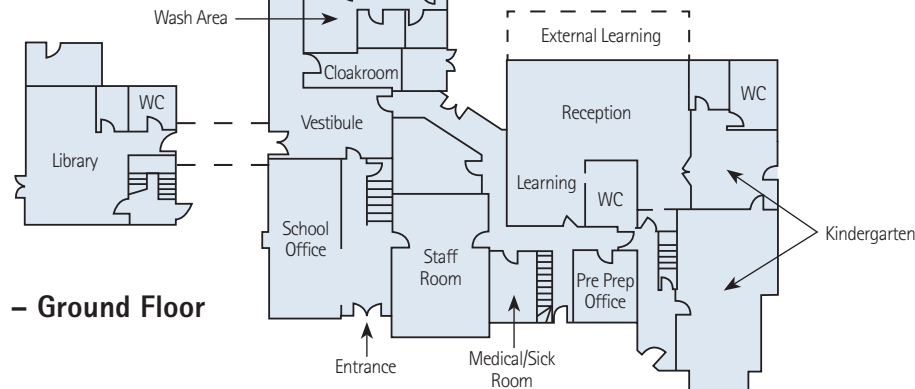 Wash Area
External Learning
Cloakroom
WC
WC
Reception
Vestibule
Library
Learning
WC
School
Office
Kindergarten
Staff
Room
Pre Prep
Office
– Ground Floor
Entrance
Medical/Sick
Room